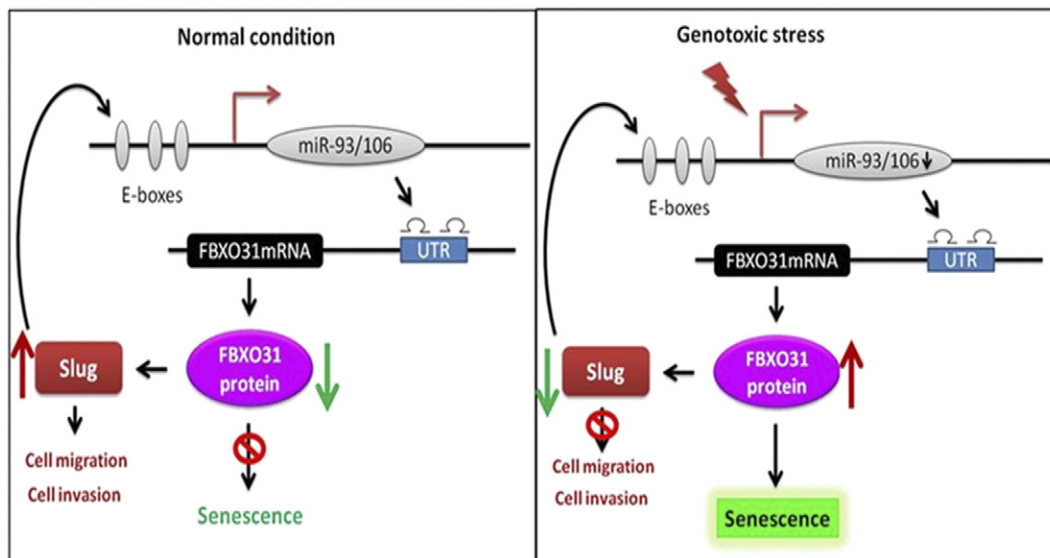 Normal condition
miR-93/106
E-boxes
FBXO31mRNA
UTR
Slug
FBXO31
protein
Cell migration
Cell invasion
Senescence
Genotoxic stress
miR-93/106
E-boxes
FBXO31mRNA
UTR
Slug
FBXO31
protein
Cell migration
Cell invasion
Senescence